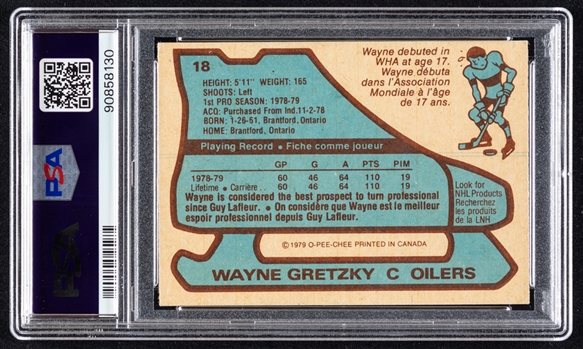 18
HEIGHT: 5'11" WEIGHT: 165
SHOOTS: Left
1st PRO SEASON: 1978-79
ACQ: Purchased From Ind.11-2-78
BORN: 1-26-61, Brantford, Ontario
HOME: Brantford, Ontario
Wayne debuted in
WHA at age 17.
Wayne débuta
dans l'Association
Mondiale à l'âge
de 17 ans.
Playing Record • Fiche comme joueur
GP G A PTS PIM
1978-79 60 46 64 110 19
Lifetime • Carrière.. 60 46 64 110 19
Wayne is considered the best prospect to turn professional
since Guy Lafleur. • On considère que Wayne est le meilleur
espoir professionnel depuis Guy Lafleur.
Look for
NHL Products
Recherchez
les produits
de la LNH
© 1979 O-PEE-CHEE PRINTED IN CANADA
WAYNE GRETZKY C OILERS
90858130
PSA
PSA